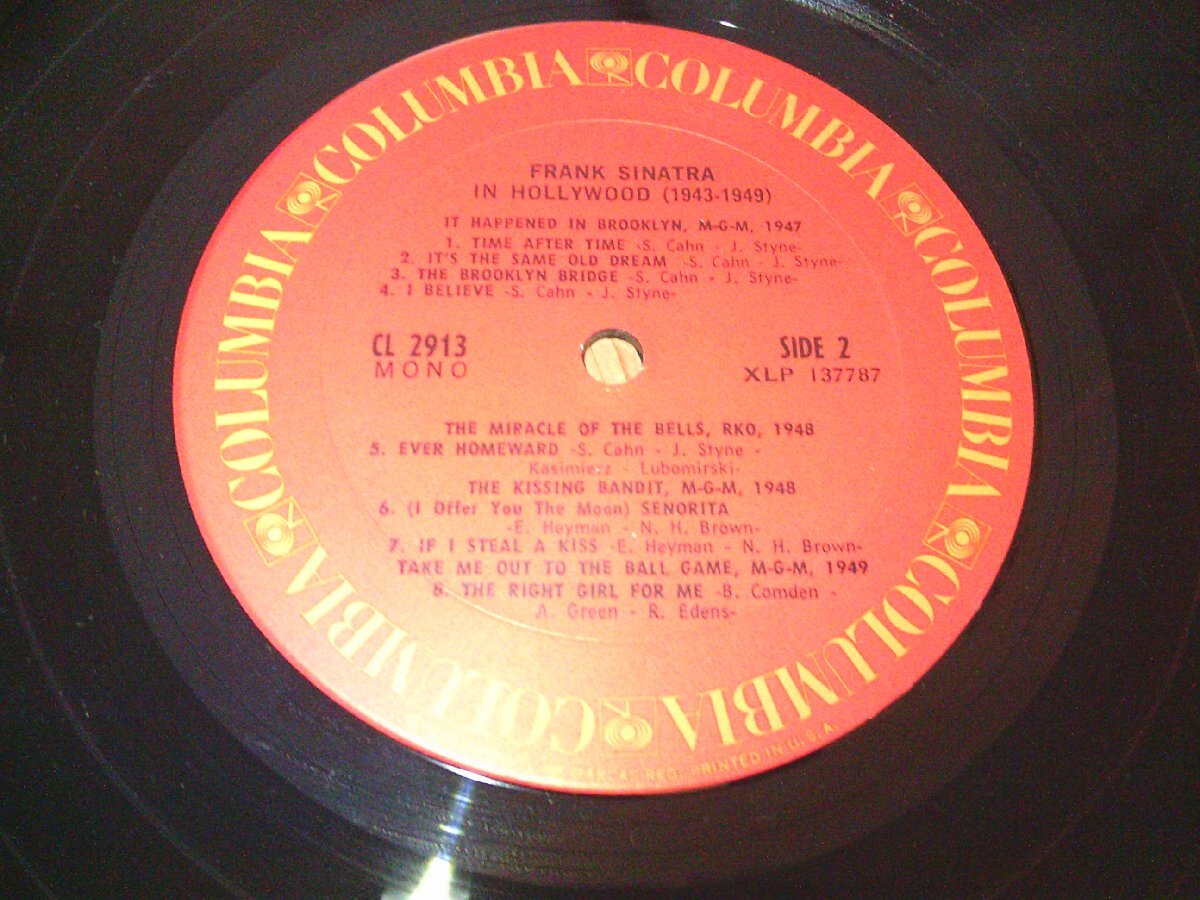 COLUMBIA COLUMBIA COLUMBIA COLUMBIA COLUMBIA COLUMBIA
FRANK SINATRA
IN HOLLYWOOD (1943-1949)
IT HAPPENED IN BROOKLYN, M-G-M, 1947
1. TIME AFTER TIME -S. Cahn - J. Styne-
2. IT'S THE SAME OLD DREAM -S. Cahn - J. Styne-
3. THE BROOKLYN BRIDGE -S. Cahn - J. Styne-
4. I BELIEVE -S. Cahn - J. Styne-
CL 2913
MONO
SIDE 2
XLP 137787
THE MIRACLE OF THE BELLS, RKO, 1948
5. EVER HOMEWARD -S. Cahn - J. Styne -
Kasimierz - Lubomirski-
THE KISSING BANDIT, M-G-M, 1948
6. (I Offer You The Moon) SENORITA
-E. Heyman - N. H. Brown-
7. IF I STEAL A KISS -E. Heyman - N. H. Brown-
TAKE ME OUT TO THE BALL GAME, M-G-M, 1949
8. THE RIGHT GIRL FOR ME -B. Comden -
A. Green - R. Edens-
MARCAS REG. PRINTED IN U.S.A.